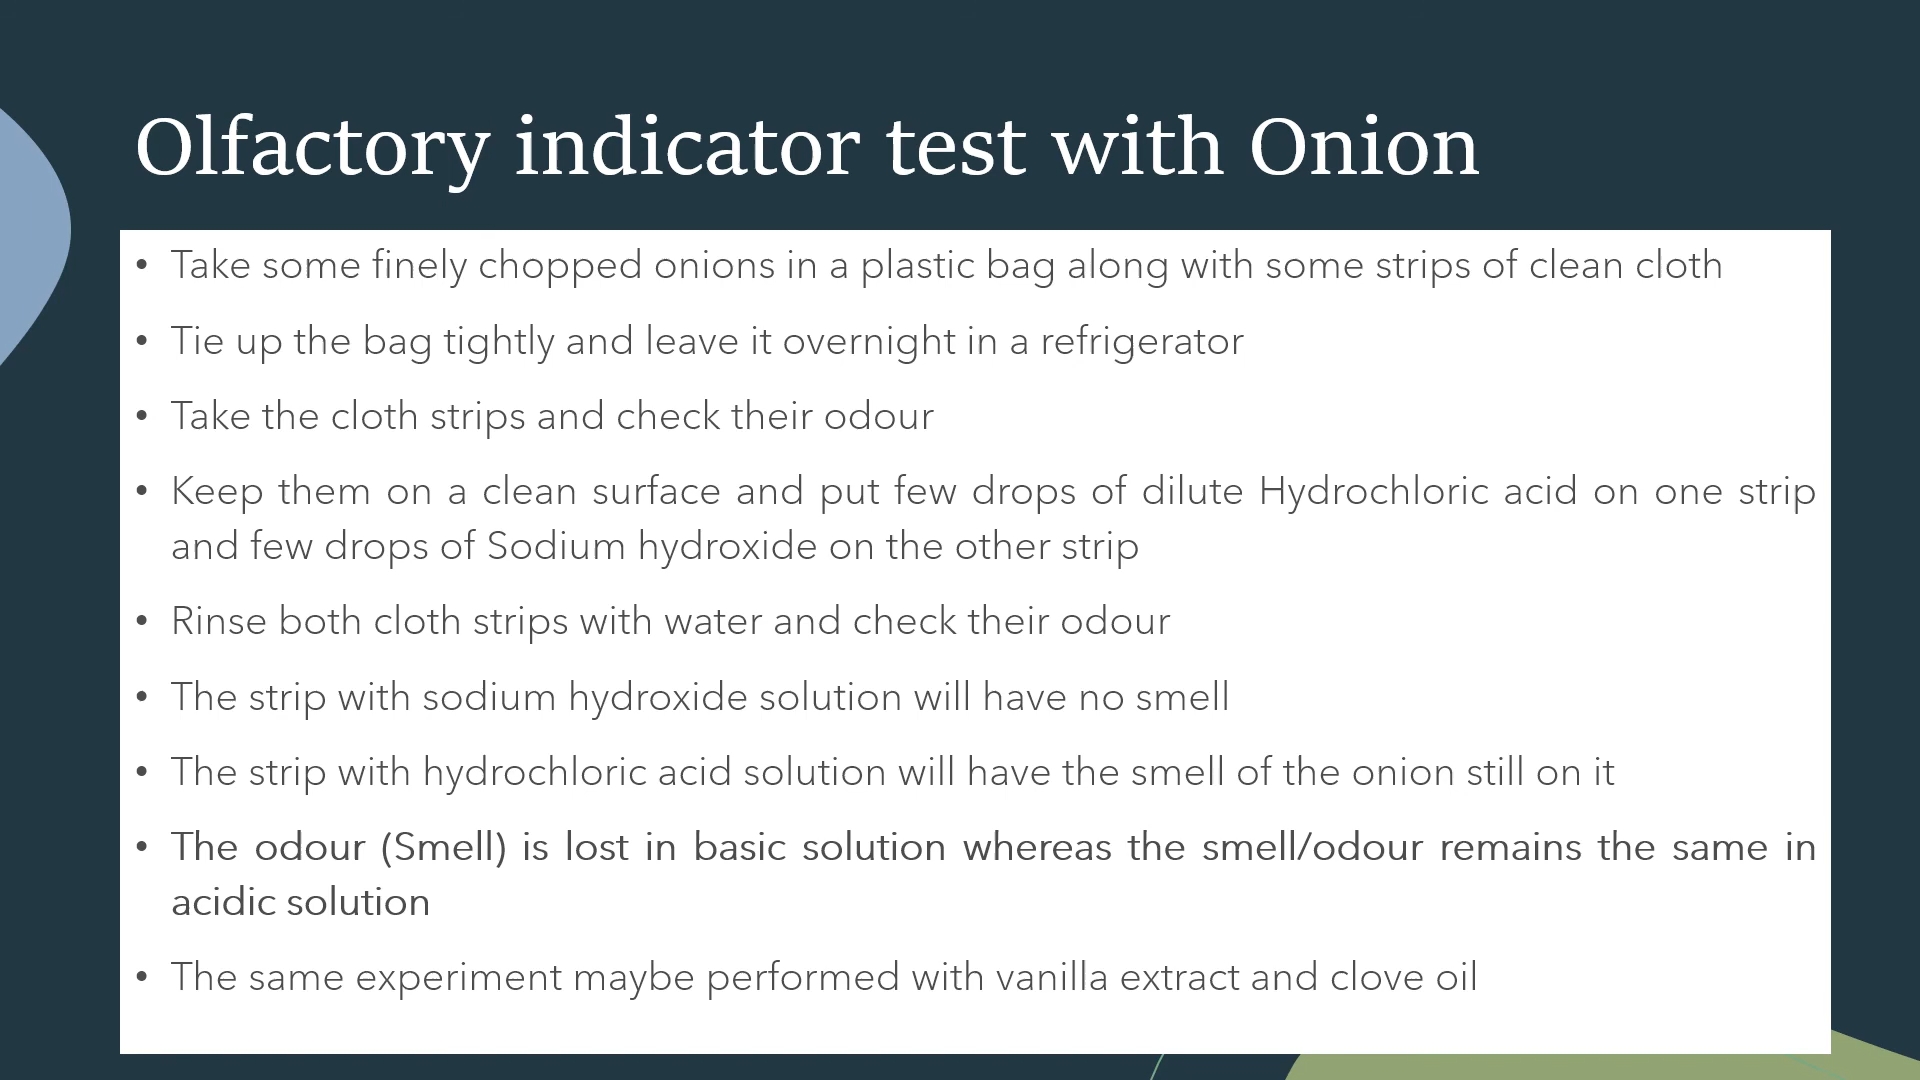 Olfactory indicator test with Onion
• Take some finely chopped onions in a plastic bag along with some strips of clean cloth
• Tie up the bag tightly and leave it overnight in a refrigerator
• Take the cloth strips and check their odour
• Keep them on a clean surface and put few drops of dilute Hydrochloric acid on one strip
and few drops of Sodium hydroxide on the other strip
• Rinse both cloth strips with water and check their odour
• The strip with sodium hydroxide solution will have no smell
• The strip with hydrochloric acid solution will have the smell of the onion still on it
• The odour (Smell) is lost in basic solution whereas the smell/odour remains the same in
acidic solution
• The same experiment maybe performed with vanilla extract and clove oil